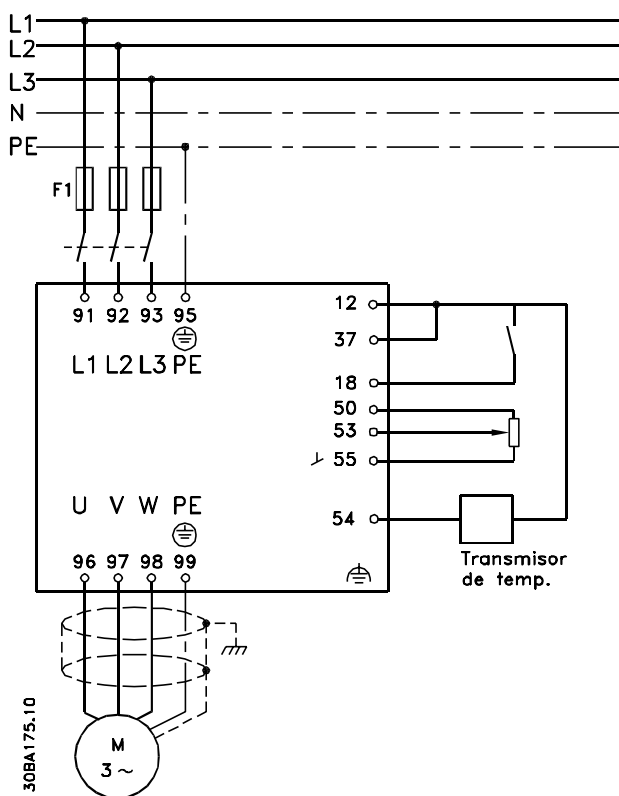 L1
L2
L3
N
PE
F1
91 92 93 95
L1 L2 L3 PE
12
37
18
50
53
55
54
U V W PE
96 97 98 99
Transmisor
de temp.
M
3 ~
30BA175.10